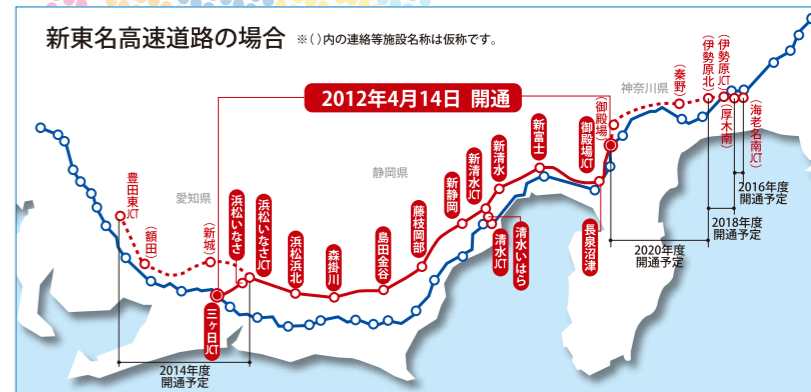 新東名高速道路の場合 ※( )内の連絡等施設名称は仮称です。
2012年4月14日 開通
神奈川県
静岡県
愛知県
豊田東JCT
(額田)
(新城)
三ヶ日JCT
浜松いなさ
浜松いなさJCT
浜松浜北
森掛川
島田金谷
藤枝岡部
新静岡
新清水JCT
新清水
清水JCT
清水いはら
新富士
御殿場JCT
長泉沼津
(御殿場)
(秦野)
(伊勢原北)
(伊勢原JCT)
(厚木南)
(海老名南JCT)
2014年度
開通予定
2020年度
開通予定
2018年度
開通予定
2016年度
開通予定